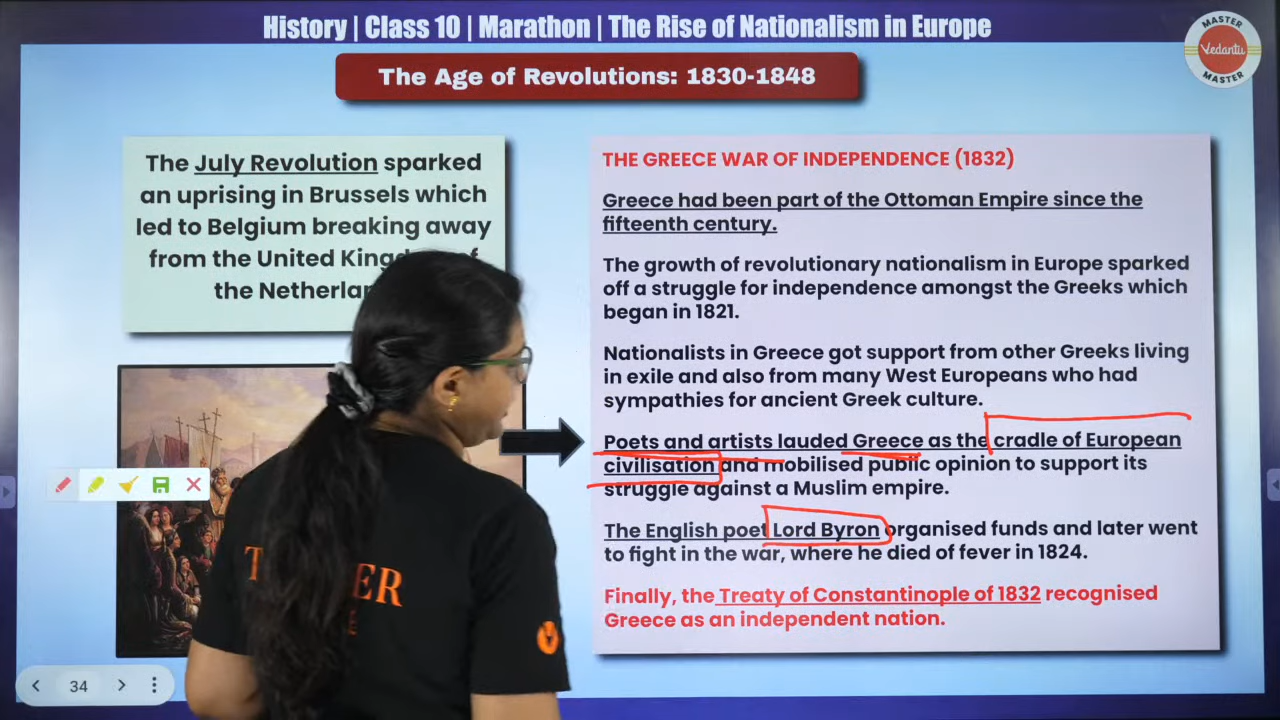 History | Class 10 | Marathon | The Rise of Nationalism in Europe
MASTER
Vedantu
MASTER
The Age of Revolutions: 1830-1848
The July Revolution sparked
an uprising in Brussels which
led to Belgium breaking away
from the United
the
THE GREECE WAR OF INDEPENDENCE (1832)
Greece had been part of the Ottoman Empire since the
fifteenth century.
The growth of revolutionary nationalism in Europe sparked
off a struggle for independence amongst the Greeks which
began in 1821.
Nationalists in Greece got support from other Greeks living
in exile and also from many West Europeans who had
sympathies for ancient Greek culture.
Poets and artists lauded Greece as the cradle of European
civilisation and mobilised public opinion to support its
struggle against a Muslim empire.
The English poet Lord Byron organised funds and later went
to fight in the war, where he died of fever in 1824.
Finally, the Treaty of Constantinople of 1832 recognised
Greece as an independent nation.
34